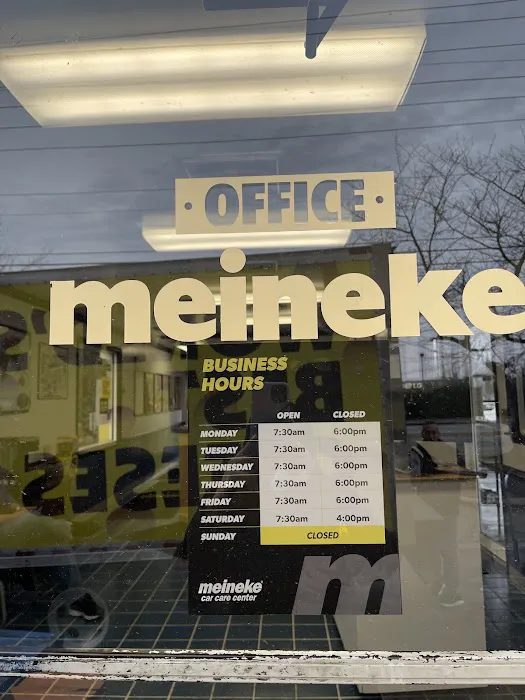 • OFFICE •
meineke
BUSINESS
HOURS
OPEN CLOSED
MONDAY 7:30am 6:00pm
TUESDAY 7:30am 6:00pm
WEDNESDAY 7:30am 6:00pm
THURSDAY 7:30am 6:00pm
FRIDAY 7:30am 6:00pm
SATURDAY 7:30am 4:00pm
SUNDAY CLOSED
meineke
car care center
m